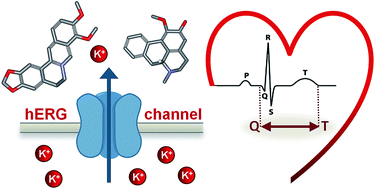 K+
hERG channel
K+ K+
K+ K+
R
P T
Q
S
Q T